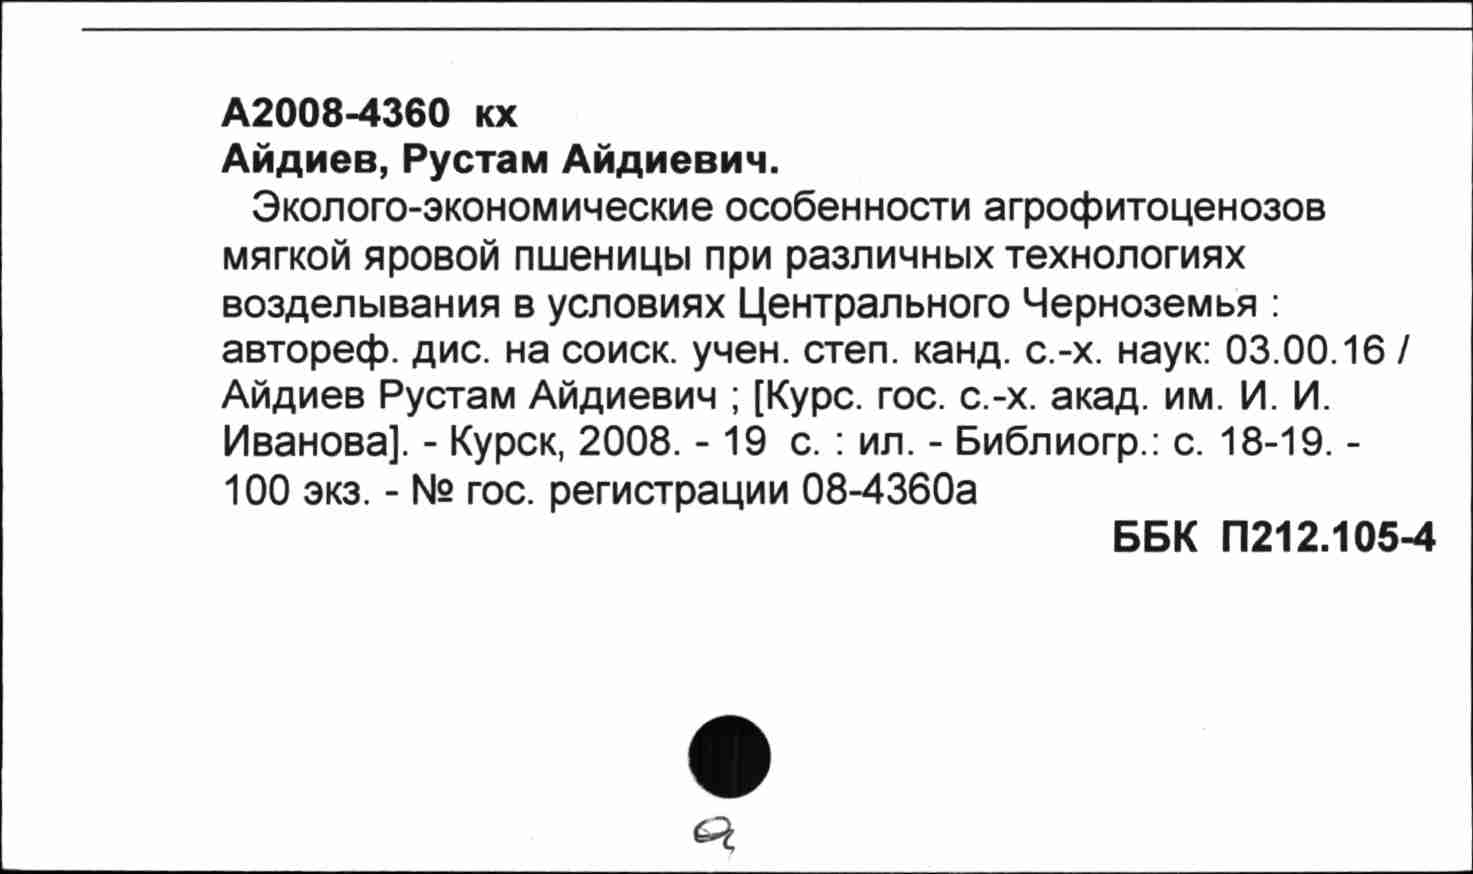 А2008-4360 кх
Айдиев, Рустам Айдиевич.
Эколого-экономические особенности агрофитоценозов
мягкой яровой пшеницы при различных технологиях
возделывания в условиях Центрального Черноземья :
автореф. дис. на соиск. учен. степ. канд. с.-х. наук: 03.00.16 /
Айдиев Рустам Айдиевич ; [Курс. гос. с.-х. акад. им. И. И.
Иванова]. - Курск, 2008. - 19 с. : ил. - Библиогр.: с. 18-19. -
100 экз. - № гос. регистрации 08-4360а
ББК П212.105-4